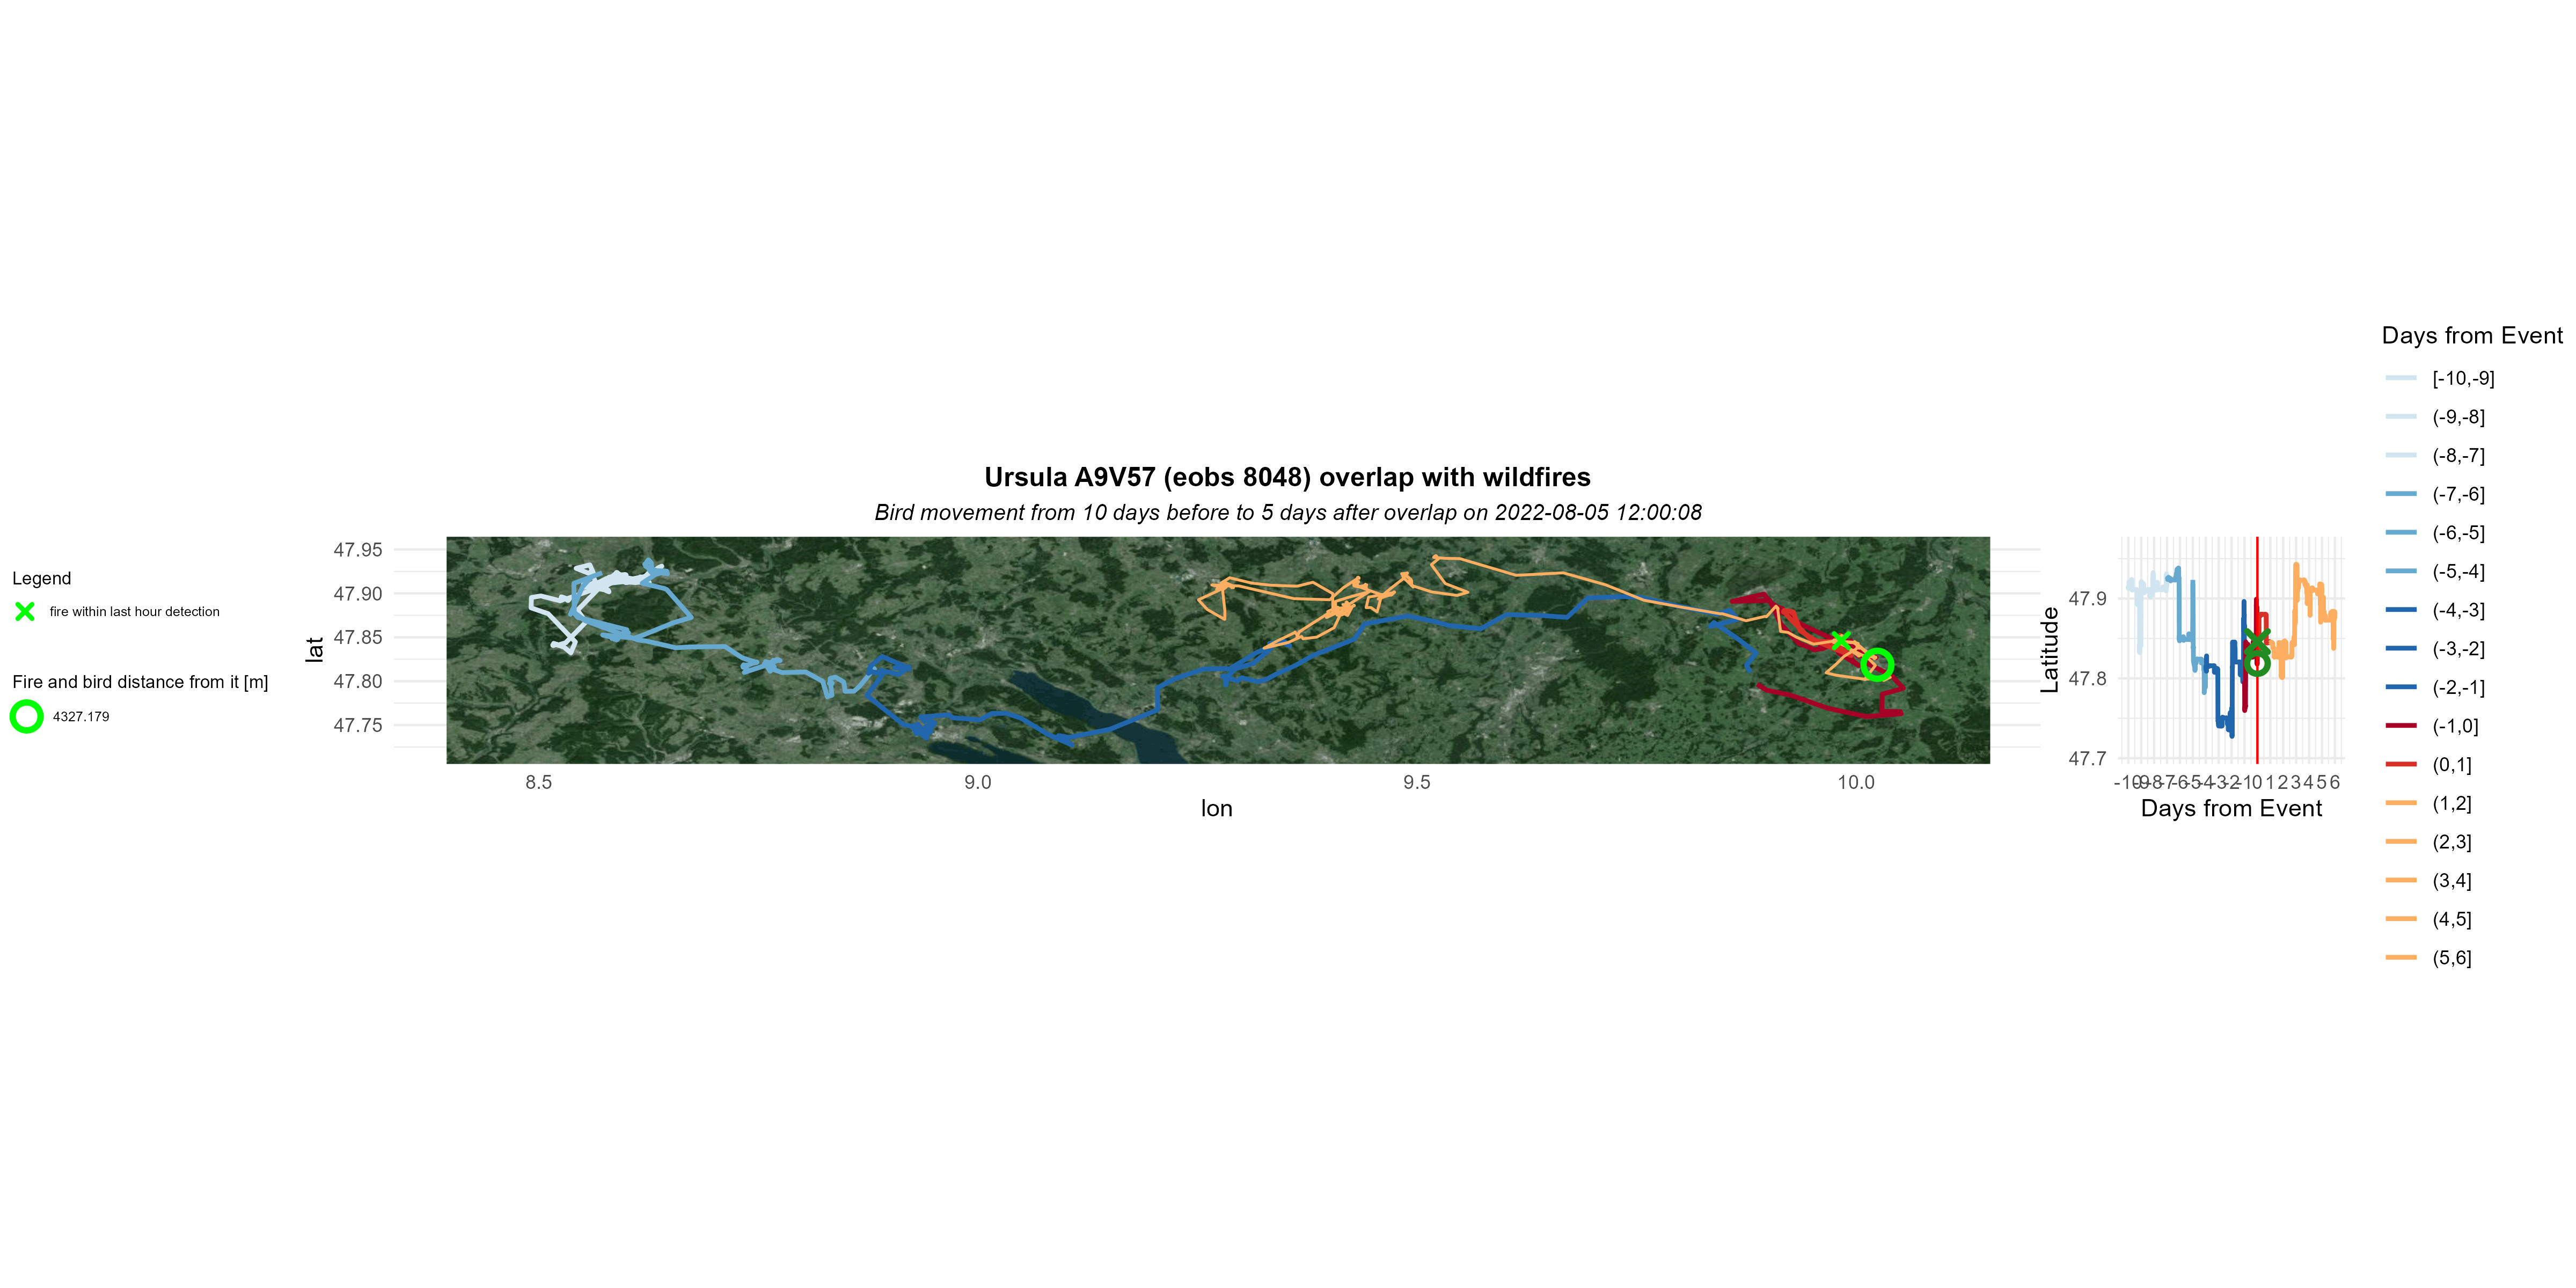 Ursula A9V57 (eobs 8048) overlap with wildfires
Bird movement from 10 days before to 5 days after overlap on 2022-08-05 12:00:08
Legend
fire within last hour detection
Fire and bird distance from it [m]
4327.179
lat
47.95
47.90
47.85
47.80
47.75
8.5
9.0
9.5
10.0
lon
Latitude
47.9
47.8
47.7
-10-9-8-7-6-5-4-3-2-10 1 2 3 4 5 6
Days from Event
Days from Event
[-10,-9]
(-9,-8]
(-8,-7]
(-7,-6]
(-6,-5]
(-5,-4]
(-4,-3]
(-3,-2]
(-2,-1]
(-1,0]
(0,1]
(1,2]
(2,3]
(3,4]
(4,5]
(5,6]